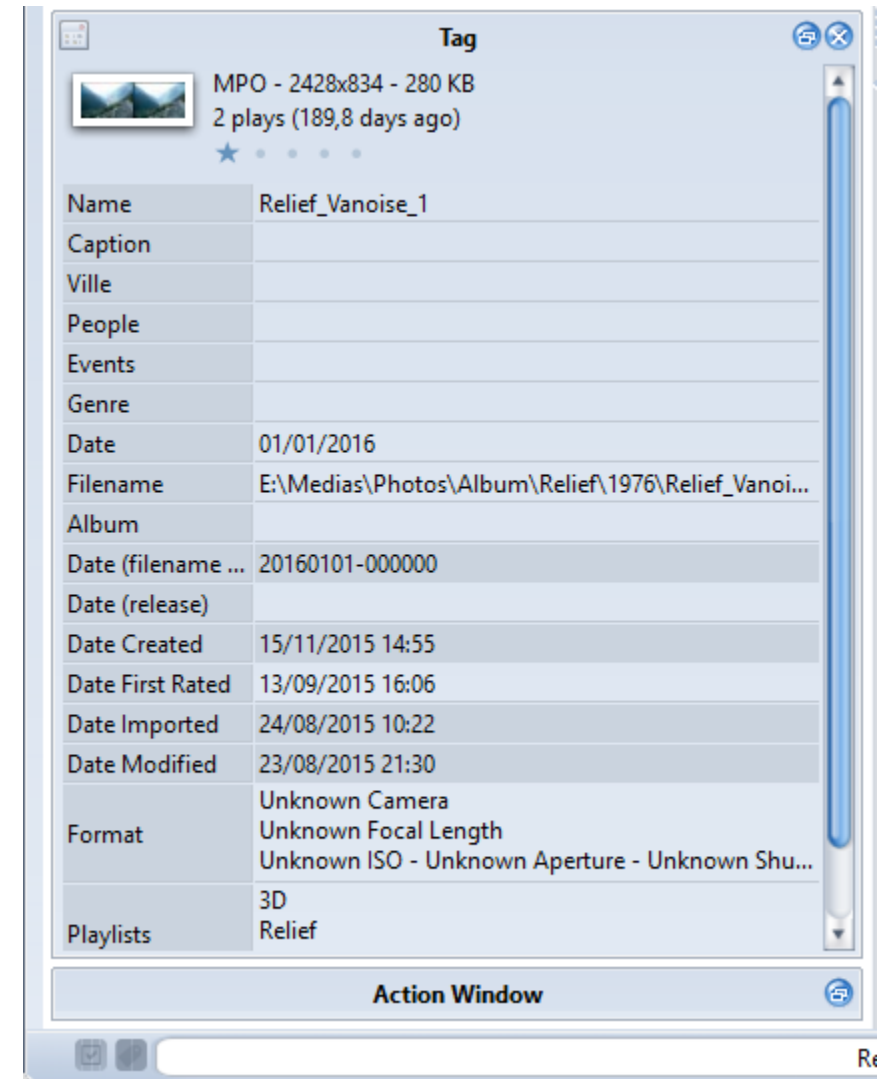 Tag
MPO - 2428x834 - 280 KB
2 plays (189,8 days ago)
Name Relief_Vanoise_1
Caption
Ville
People
Events
Genre
Date 01/01/2016
Filename E:\Medias\Photos\Album\Relief\1976\Relief_Vanoi...
Album
Date (filename ... 20160101-000000
Date (release)
Date Created 15/11/2015 14:55
Date First Rated 13/09/2015 16:06
Date Imported 24/08/2015 10:22
Date Modified 23/08/2015 21:30
Format Unknown Camera
Unknown Focal Length
Unknown ISO - Unknown Aperture - Unknown Shu...
Playlists 3D
Relief
Action Window
Re